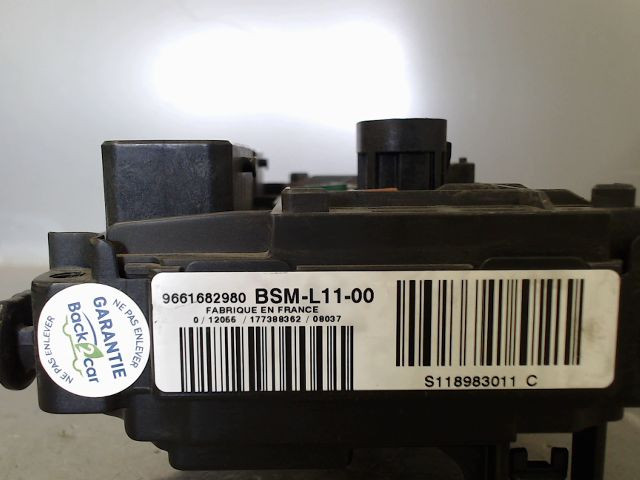 9661682980 BSM-L11-00
FABRIQUE EN FRANCE
0 / 12056 / 177388362 / 08037
S118983011 C
NE PAS ENLEVER
GARANTIE
Back2car
NE PAS ENLEVER